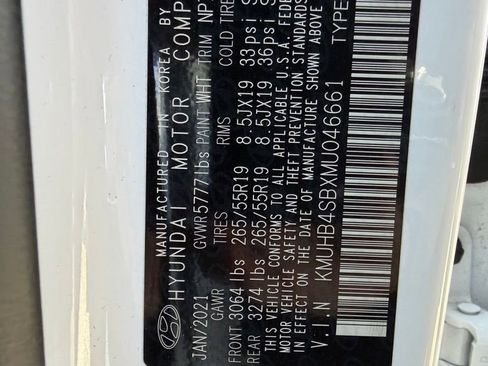 MANUFACTURED IN KOREA BY
HYUNDAI MOTOR COMP
JAN/2021 GVWR 5777lbs PAINT WHT TRIM NP
GAWR TIRES RIMS COLD TIRE
FRONT 3064 lbs 265/55R19 8.5JX19 33psi
REAR 3274 lbs 265/55R19 8.5JX19 36psi
THIS VEHICLE CONFORMS TO ALL APPLICABLE U.S.A. FEDE
MOTOR VEHICLE SAFETY AND THEFT PREVENTION STANDARDS
IN EFFECT ON THE DATE OF MANUFACTURE SHOWN ABOVE
V I N KMUHB4SBXMU046661 TYPE